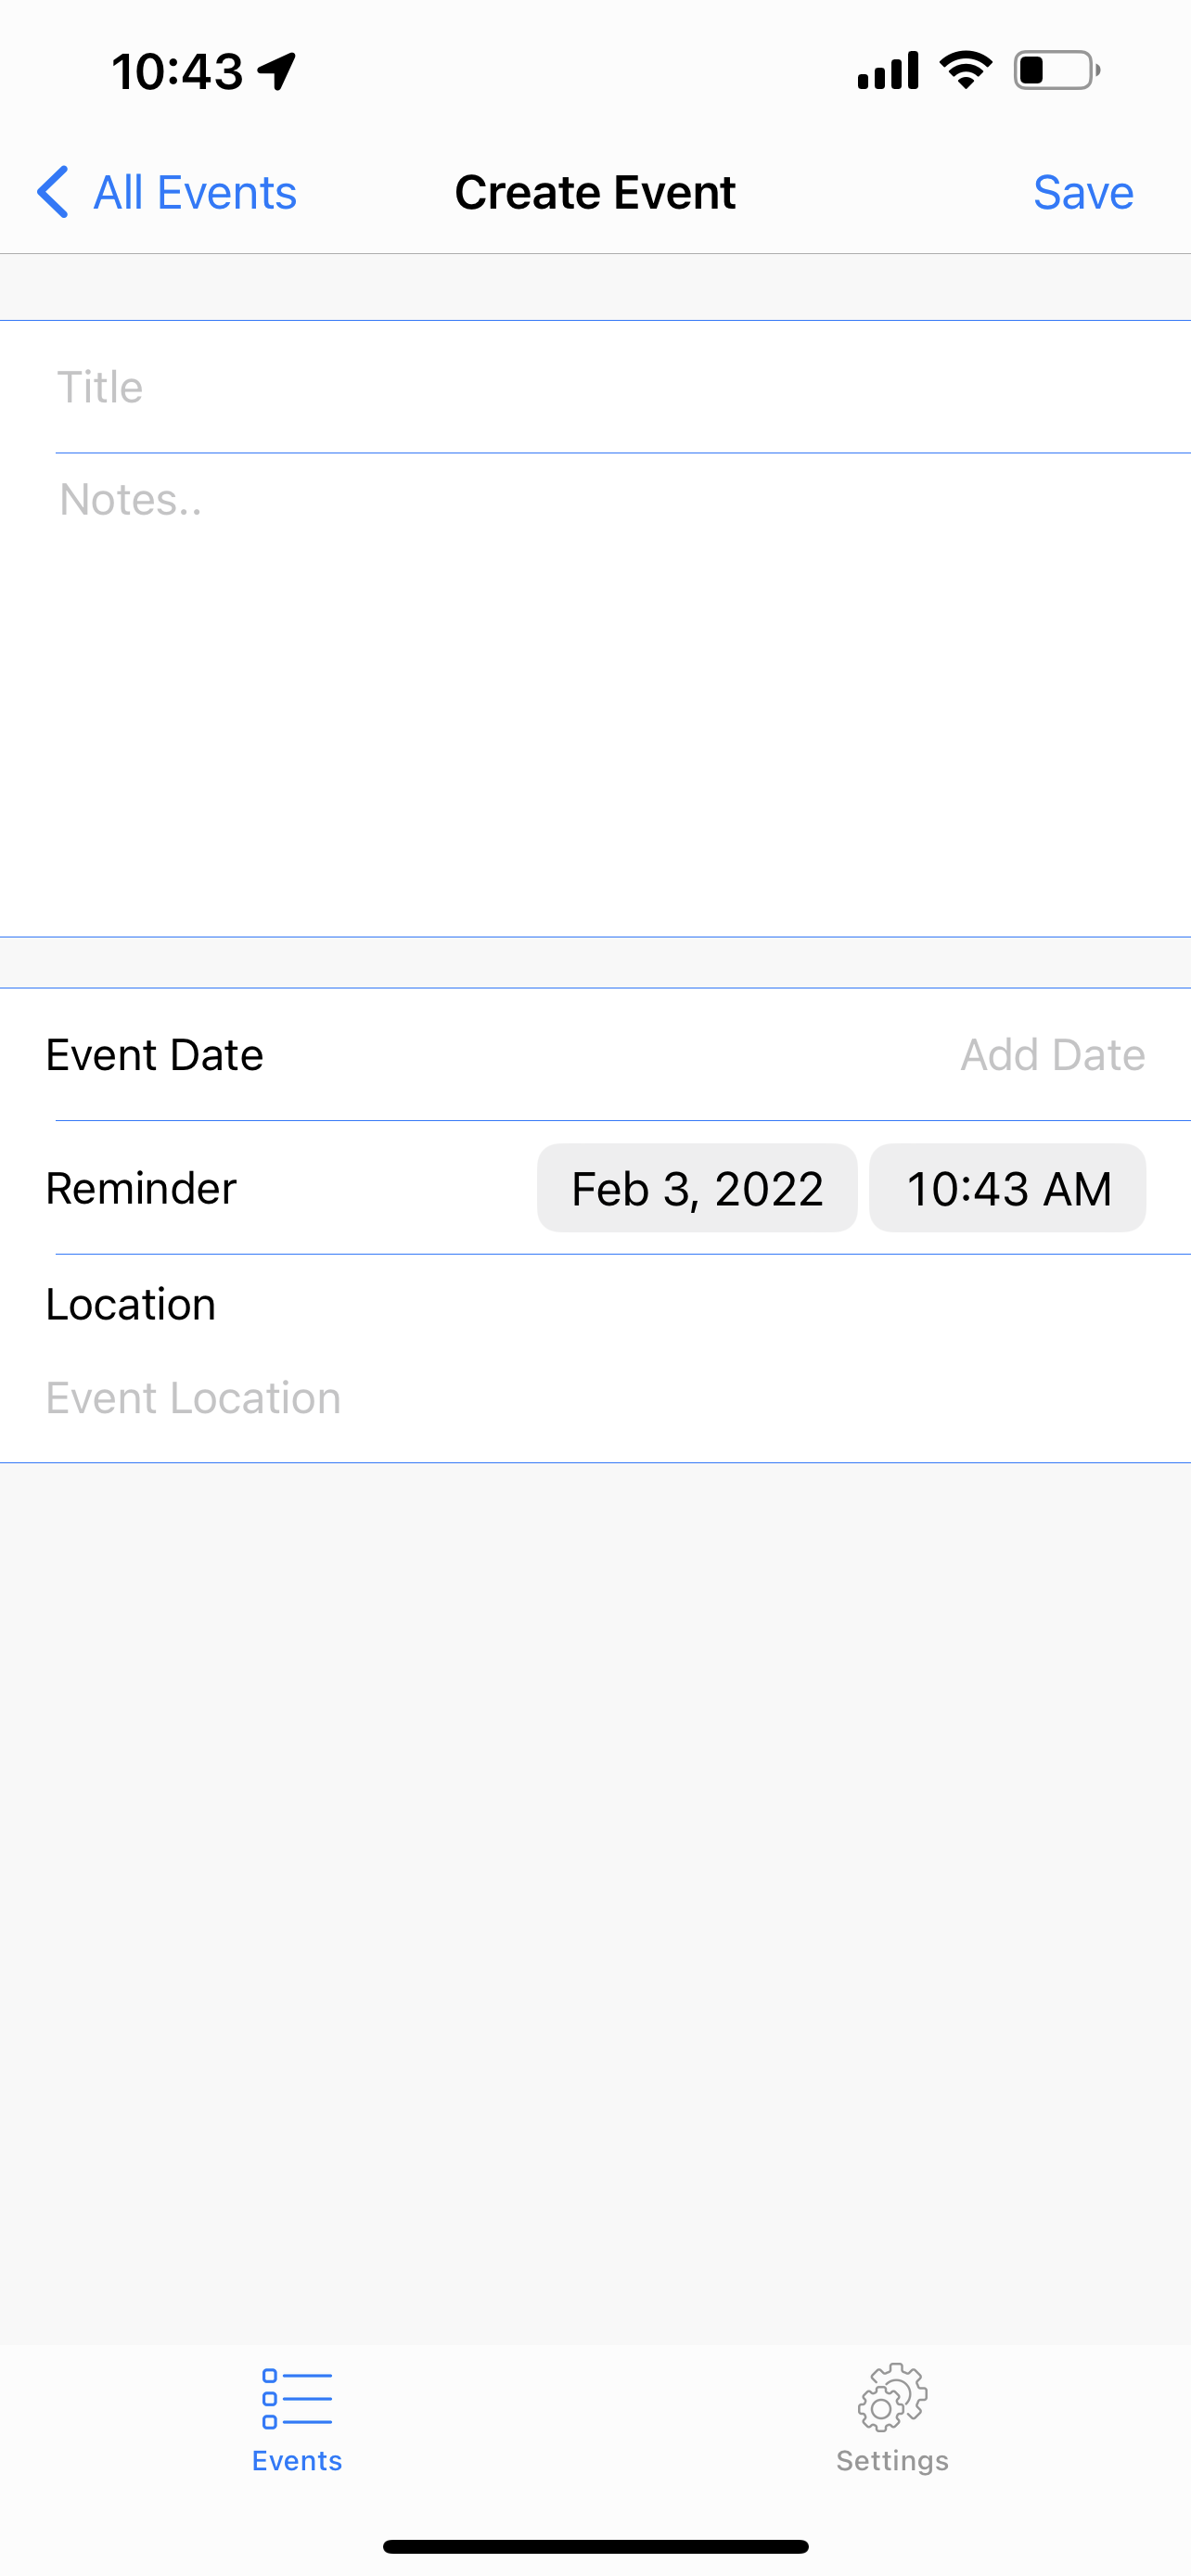 10:43
All Events Create Event Save
Title
Notes..
Event Date Add Date
Reminder Feb 3, 2022 10:43 AM
Location
Event Location
Events Settings